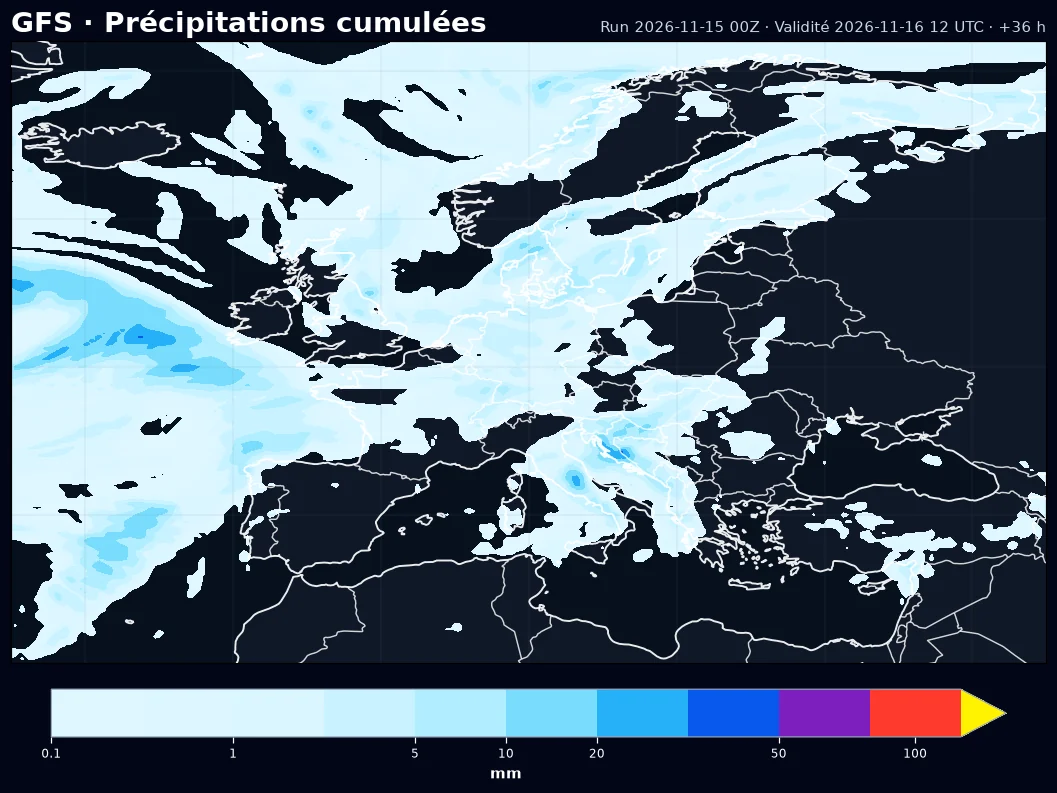 GFS · Précipitations cumulées
Run 2026-11-15 00Z · Validité 2026-11-16 12 UTC · +36 h
0.1 1 5 10 20 50 100
mm